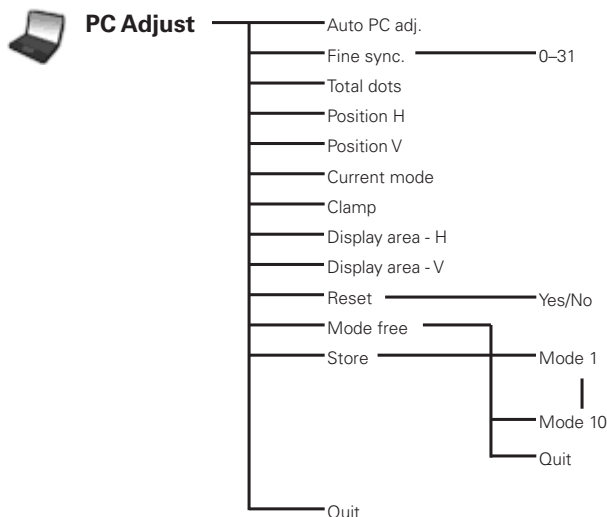 PC Adjust
Auto PC adj.
Fine sync. 0–31
Total dots
Position H
Position V
Current mode
Clamp
Display area - H
Display area - V
Reset Yes/No
Mode free
Store Mode 1
Mode 10
Quit
Quit